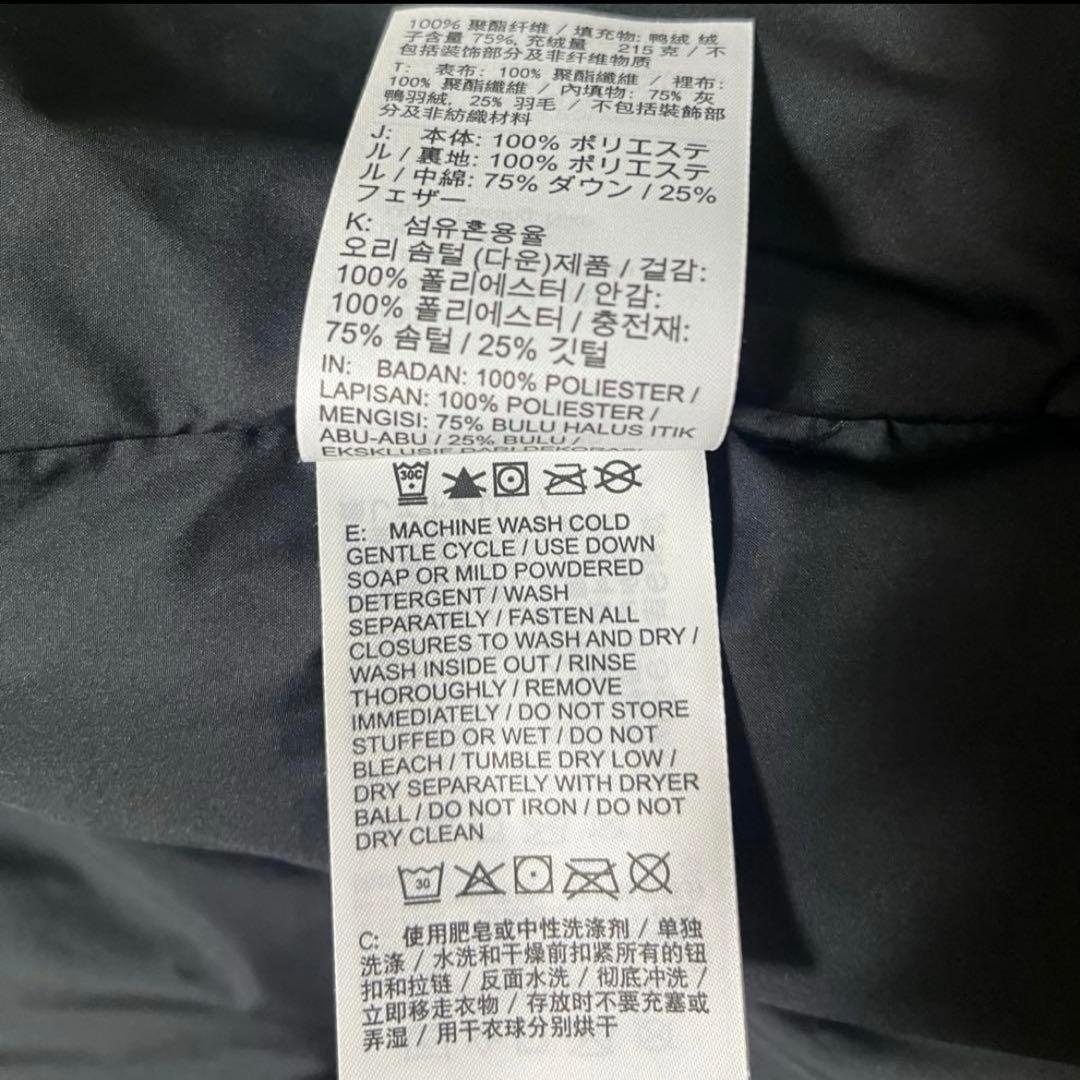 100% 聚酯纤维 / 填充物: 鸭绒 绒
子含量 75%, 充绒量 215 克 / 不
包括装饰部分及非纤维物质
T: 表布: 100% 聚酯纖維 / 裡布:
100% 聚酯纖維 / 內填物: 75% 灰
鴨羽絨, 25% 羽毛 / 不包括裝飾部
分及非紡織材料
J: 本体: 100% ポリエステ
ル / 裏地: 100% ポリエステ
ル / 中綿: 75% ダウン / 25%
フェザー
K: 섬유혼용율
오리 솜털 (다운)제품 / 겉감:
100% 폴리에스터 / 안감:
100% 폴리에스터 / 충전재:
75% 솜털 / 25% 깃털
IN: BADAN: 100% POLIESTER /
LAPISAN: 100% POLIESTER /
MENGISI: 75% BULU HALUS ITIK
ABU-ABU / 25% BULU /
EKSKLUSIF DARI DEKORASI
30C
E: MACHINE WASH COLD
GENTLE CYCLE / USE DOWN
SOAP OR MILD POWDERED
DETERGENT / WASH
SEPARATELY / FASTEN ALL
CLOSURES TO WASH AND DRY /
WASH INSIDE OUT / RINSE
THOROUGHLY / REMOVE
IMMEDIATELY / DO NOT STORE
STUFFED OR WET / DO NOT
BLEACH / TUMBLE DRY LOW /
DRY SEPARATELY WITH DRYER
BALL / DO NOT IRON / DO NOT
DRY CLEAN
30
C: 使用肥皂或中性洗涤剂 / 单独
洗涤 / 水洗和干燥前扣紧所有的钮
扣和拉链 / 反面水洗 / 彻底冲洗 /
立即移走衣物 / 存放时不要充塞或
弄湿 / 用干衣球分别烘干